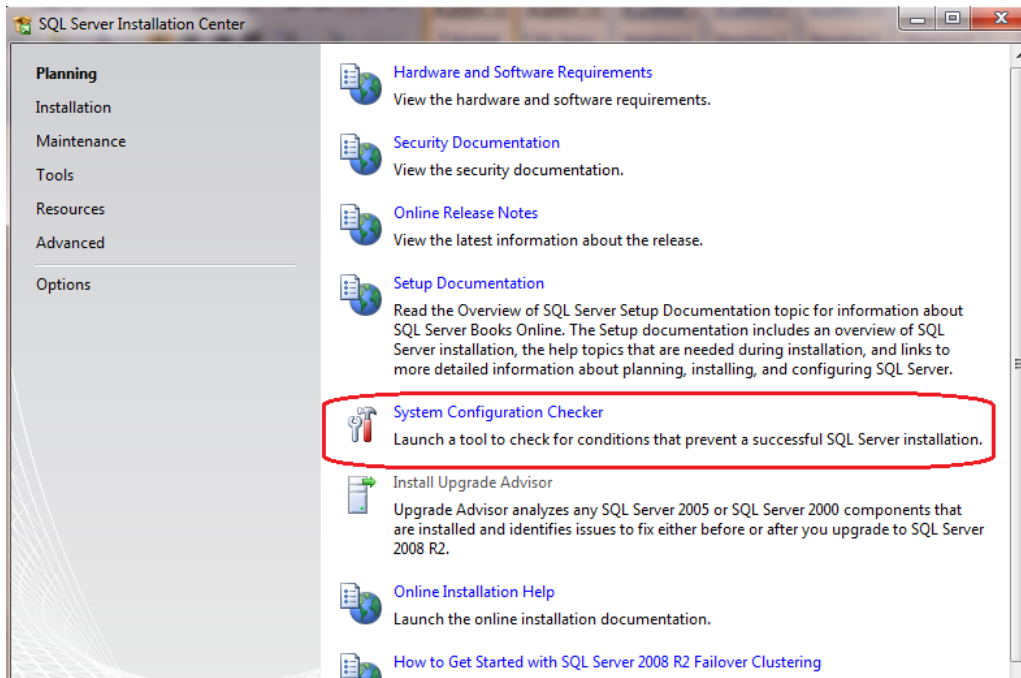 SQL Server Installation Center
Planning
Installation
Maintenance
Tools
Resources
Advanced
Options
Hardware and Software Requirements
View the hardware and software requirements.
Security Documentation
View the security documentation.
Online Release Notes
View the latest information about the release.
Setup Documentation
Read the Overview of SQL Server Setup Documentation topic for information about
SQL Server Books Online. The Setup documentation includes an overview of SQL
Server installation, the help topics that are needed during installation, and links to
more detailed information about planning, installing, and configuring SQL Server.
System Configuration Checker
Launch a tool to check for conditions that prevent a successful SQL Server installation.
Install Upgrade Advisor
Upgrade Advisor analyzes any SQL Server 2005 or SQL Server 2000 components that
are installed and identifies issues to fix either before or after you upgrade to SQL Server
2008 R2.
Online Installation Help
Launch the online installation documentation.
How to Get Started with SQL Server 2008 R2 Failover Clustering